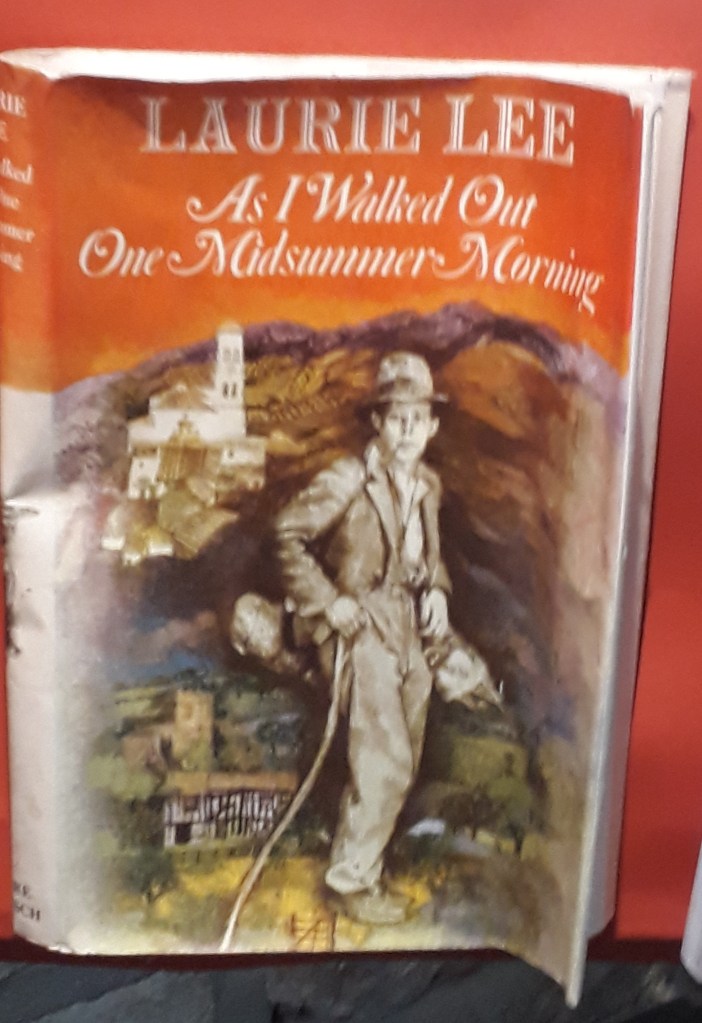 LAURIE LEE
As I Walked Out
One Midsummer Morning